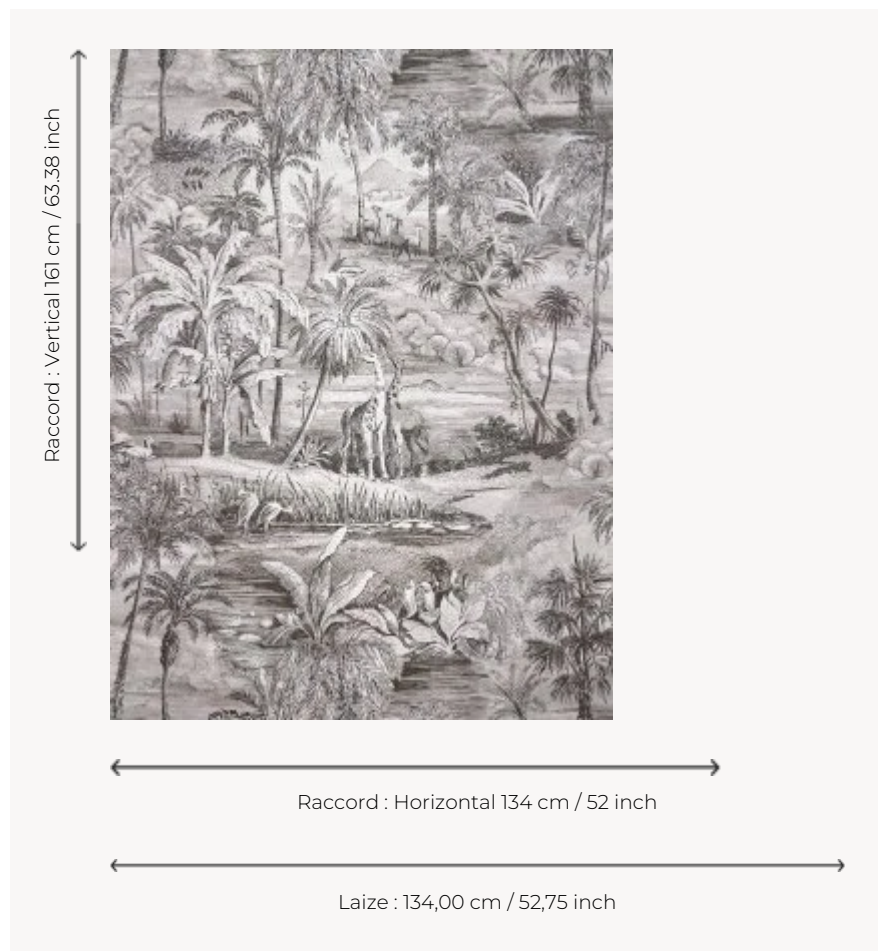 Raccord : Vertical 161 cm / 63.38 inch
Raccord : Horizontal 134 cm / 52 inch
Laize : 134,00 cm / 52,75 inch